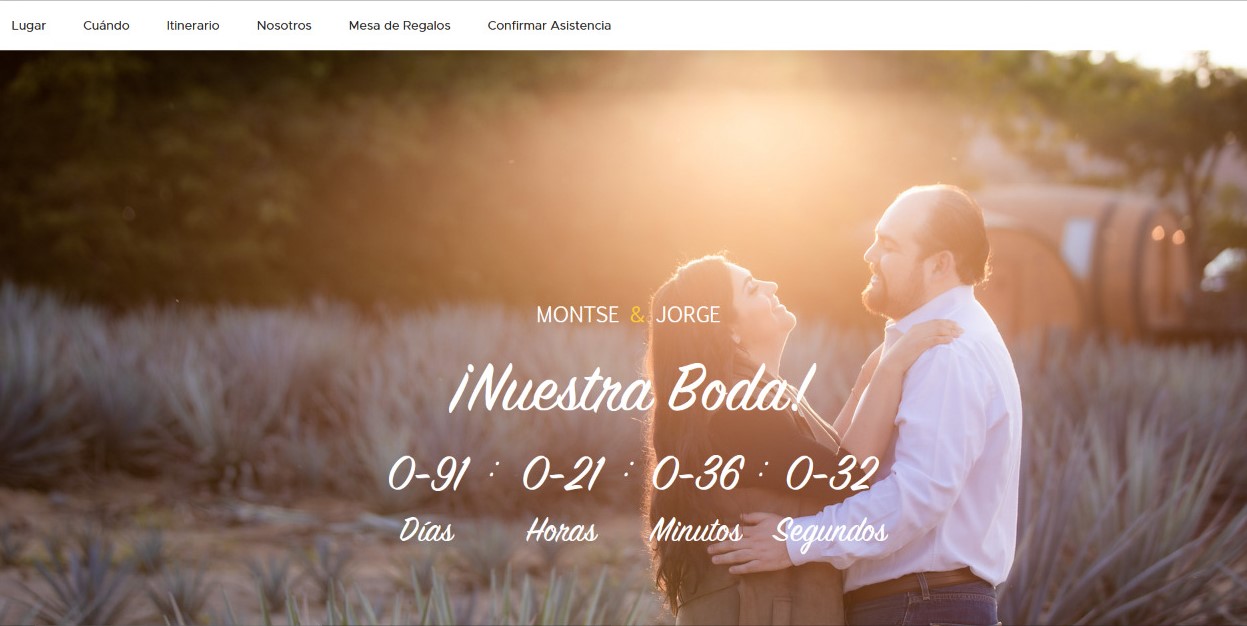 Lugar Cuándo Itinerario Nosotros Mesa de Regalos Confirmar Asistencia
MONTSE & JORGE
¡Nuestra Boda!
0-91 : 0-21 : 0-36 : 0-32
Días Horas Minutos Segundos